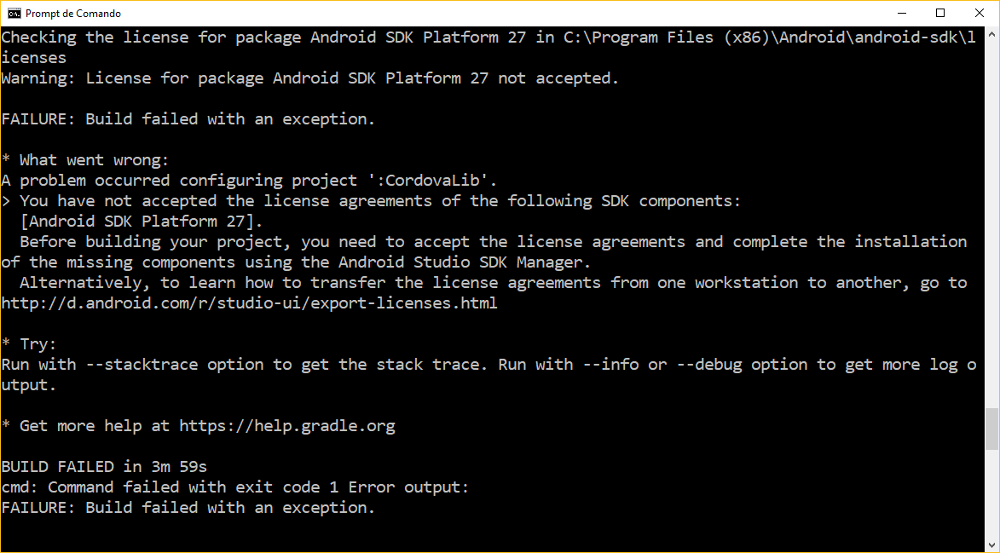 Prompt de Comando
Checking the license for package Android SDK Platform 27 in C:\Program Files (x86)\Android\android-sdk\l
icenses
Warning: License for package Android SDK Platform 27 not accepted.
FAILURE: Build failed with an exception.
* What went wrong:
A problem occurred configuring project ':CordovaLib'.
> You have not accepted the license agreements of the following SDK components:
  [Android SDK Platform 27].
  Before building your project, you need to accept the license agreements and complete the installation
of the missing components using the Android Studio SDK Manager.
  Alternatively, to learn how to transfer the license agreements from one workstation to another, go to
http://d.android.com/r/studio-ui/export-licenses.html
* Try:
Run with --stacktrace option to get the stack trace. Run with --info or --debug option to get more log o
utput.
* Get more help at https://help.gradle.org
BUILD FAILED in 3m 59s
cmd: Command failed with exit code 1 Error output:
FAILURE: Build failed with an exception.